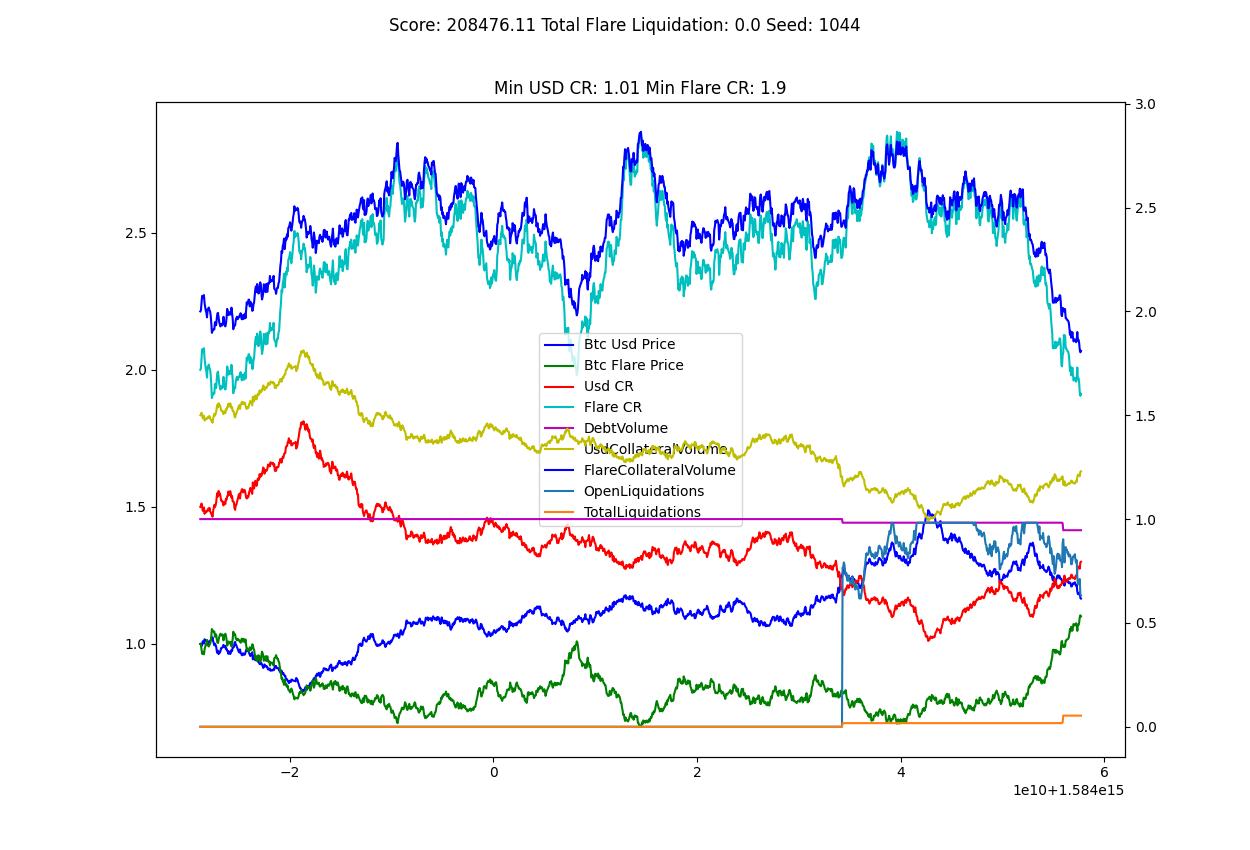 Score: 208476.11 Total Flare Liquidation: 0.0 Seed: 1044
Min USD CR: 1.01 Min Flare CR: 1.9
3.0
2.5
2.5
2.0
Btc Usd Price
Btc Flare Price
2.0
Usd CR
Flare CR
1.5
DebtVolume
UsdCollateralVolume
FlareCollateralVolume
OpenLiquidations
1.5
TotalLiquidations
1.0
1.0
0.5
0.0
−2
0
2
4
6
1e10+1.584e15